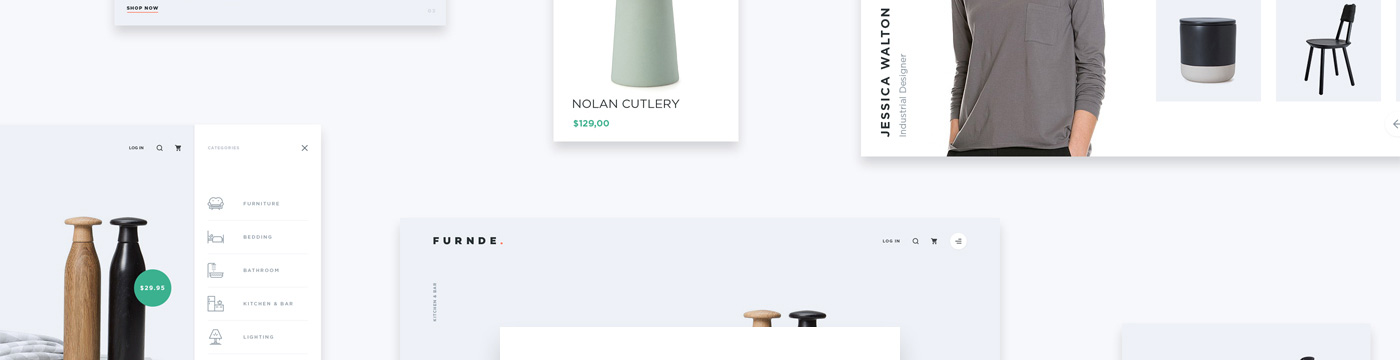 SHOP NOW
NOLAN CUTLERY
$129,00
JESSICA WALTON
Industrial Designer
LOG IN
CATEGORIES
FURNITURE
BEDDING
BATHROOM
KITCHEN & BAR
LIGHTING
$29.95
FURNDE.
LOG IN
KITCHEN & BAR